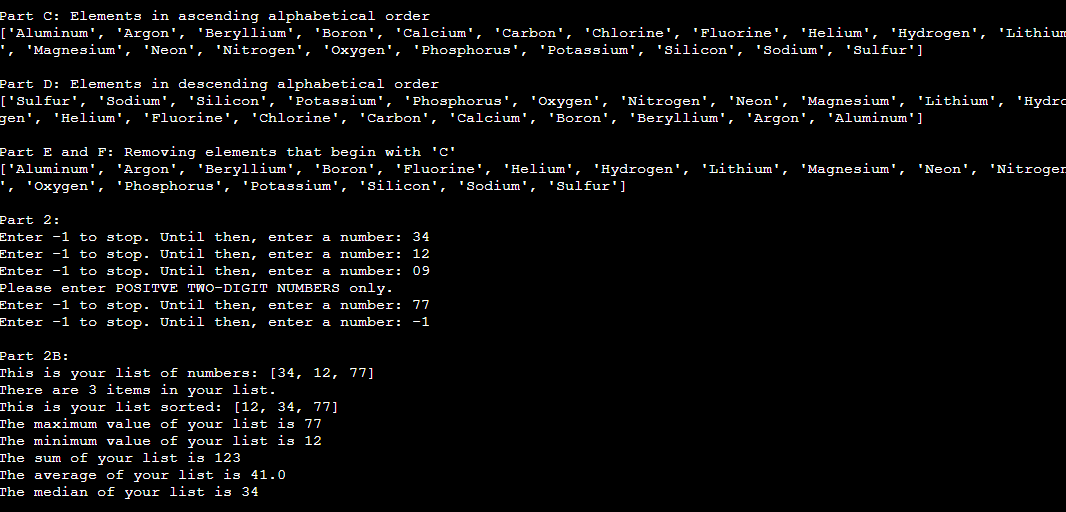 Part C: Elements in ascending alphabetical order
['Aluminum', 'Argon', 'Beryllium', 'Boron', 'Calcium', 'Carbon', 'Chlorine', 'Fluorine', 'Helium', 'Hydrogen', 'Lithium
', 'Magnesium', 'Neon', 'Nitrogen', 'Oxygen', 'Phosphorus', 'Potassium', 'Silicon', 'Sodium', 'Sulfur']
Part D: Elements in descending alphabetical order
['Sulfur', 'Sodium', 'Silicon', 'Potassium', 'Phosphorus', 'Oxygen', 'Nitrogen', 'Neon', 'Magnesium', 'Lithium', 'Hydro
gen', 'Helium', 'Fluorine', 'Chlorine', 'Carbon', 'Calcium', 'Boron', 'Beryllium', 'Argon', 'Aluminum']
Part E and F: Removing elements that begin with 'C'
['Aluminum', 'Argon', 'Beryllium', 'Boron', 'Fluorine', 'Helium', 'Hydrogen', 'Lithium', 'Magnesium', 'Neon', 'Nitrogen
', 'Oxygen', 'Phosphorus', 'Potassium', 'Silicon', 'Sodium', 'Sulfur']
Part 2:
Enter -1 to stop. Until then, enter a number: 34
Enter -1 to stop. Until then, enter a number: 12
Enter -1 to stop. Until then, enter a number: 09
Please enter POSITVE TWO-DIGIT NUMBERS only.
Enter -1 to stop. Until then, enter a number: 77
Enter -1 to stop. Until then, enter a number: -1
Part 2B:
This is your list of numbers: [34, 12, 77]
There are 3 items in your list.
This is your list sorted: [12, 34, 77]
The maximum value of your list is 77
The minimum value of your list is 12
The sum of your list is 123
The average of your list is 41.0
The median of your list is 34